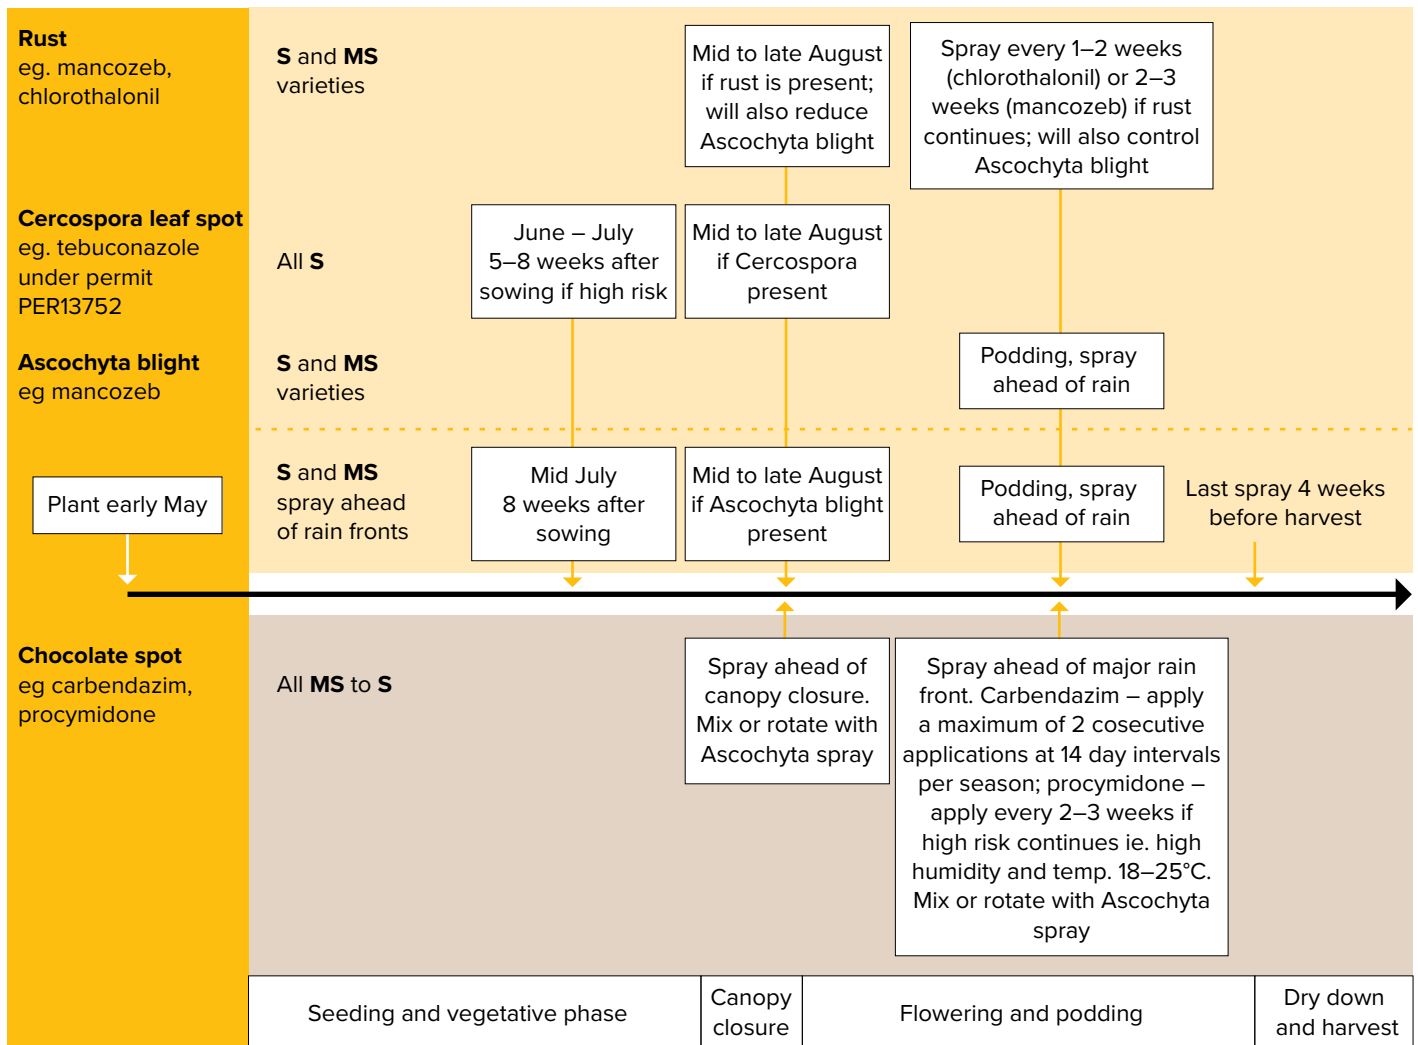 Rust
eg. mancozeb,
chlorothalonil
S and MS
varieties
Mid to late August
if rust is present;
will also reduce
Ascochyta blight
Spray every 1–2 weeks
(chlorothalonil) or 2–3
weeks (mancozeb) if rust
continues; will also control
Ascochyta blight
Cercospora leaf spot
eg. tebuconazole
under permit
PER13752
All S
June – July
5–8 weeks after
sowing if high risk
Mid to late August
if Cercospora
present
Ascochyta blight
eg mancozeb
S and MS
varieties
Podding, spray
ahead of rain
Plant early May
S and MS
spray ahead
of rain fronts
Mid July
8 weeks after
sowing
Mid to late August
if Ascochyta blight
present
Podding, spray
ahead of rain
Last spray 4 weeks
before harvest
Chocolate spot
eg carbendazim,
procymidone
All MS to S
Spray ahead of
canopy closure.
Mix or rotate with
Ascochyta spray
Spray ahead of major rain
front. Carbendazim – apply
a maximum of 2 cosecutive
applications at 14 day intervals
per season; procymidone –
apply every 2–3 weeks if
high risk continues ie. high
humidity and temp. 18–25°C.
Mix or rotate with Ascochyta
spray
Seeding and vegetative phase
Canopy
closure
Flowering and podding
Dry down
and harvest